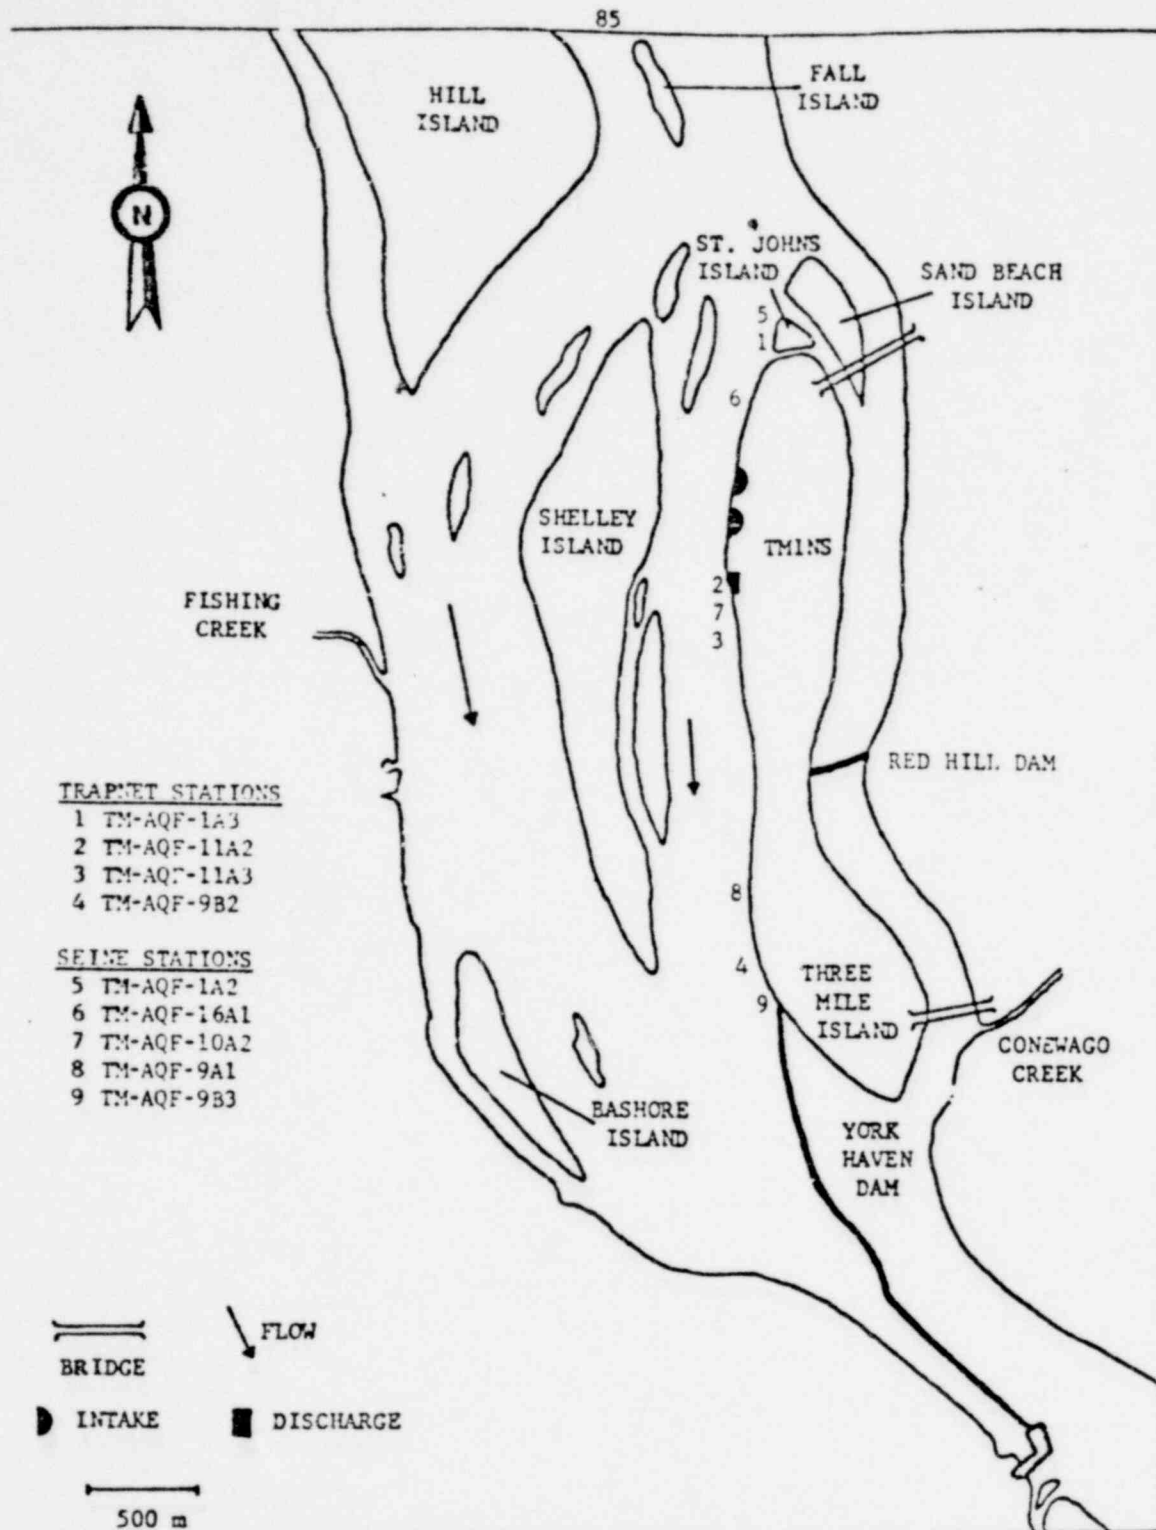 85
FALL
ISLAND
HILL
ISLAND
N
ST. JOHNS
ISLAND
SAND BEACH
ISLAND
5
1
6
SHELLEY
ISLAND
TMINS
2
7
3
FISHING
CREEK
RED HILL DAM
TRAPNET STATIONS
1 TM-AQF-1A3
2 TM-AQF-11A2
3 TM-AQF-11A3
4 TM-AQF-9B2
8
SEINE STATIONS
5 TM-AQF-1A2
6 TM-AQF-16A1
7 TM-AQF-10A2
8 TM-AQF-9A1
9 TM-AQF-9B3
4
9
THREE
MILE
ISLAND
CONEWAGO
CREEK
BASHORE
ISLAND
YORK
HAVEN
DAM
FLOW
BRIDGE
INTAKE
DISCHARGE
500 m